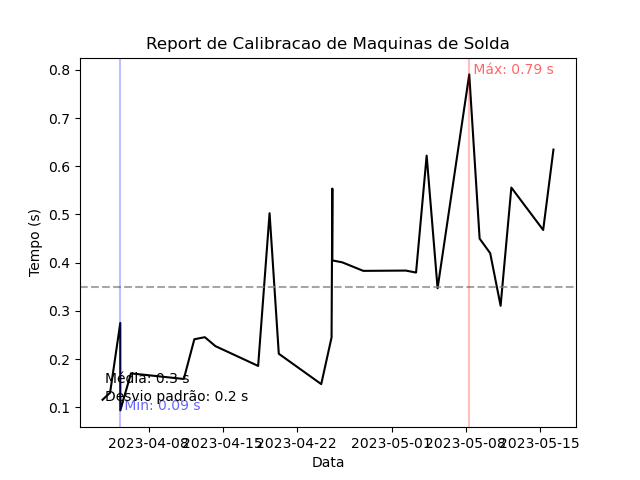 Report de Calibracao de Maquinas de Solda
0.8
Máx: 0.79 s
0.7
0.6
0.5
Tempo (s)
0.4
0.3
0.2
Média: 0.3 s
Desvio padrão: 0.2 s
0.1
Mín: 0.09 s
2023-04-08 2023-04-15 2023-04-22 2023-05-01 2023-05-08 2023-05-15
Data